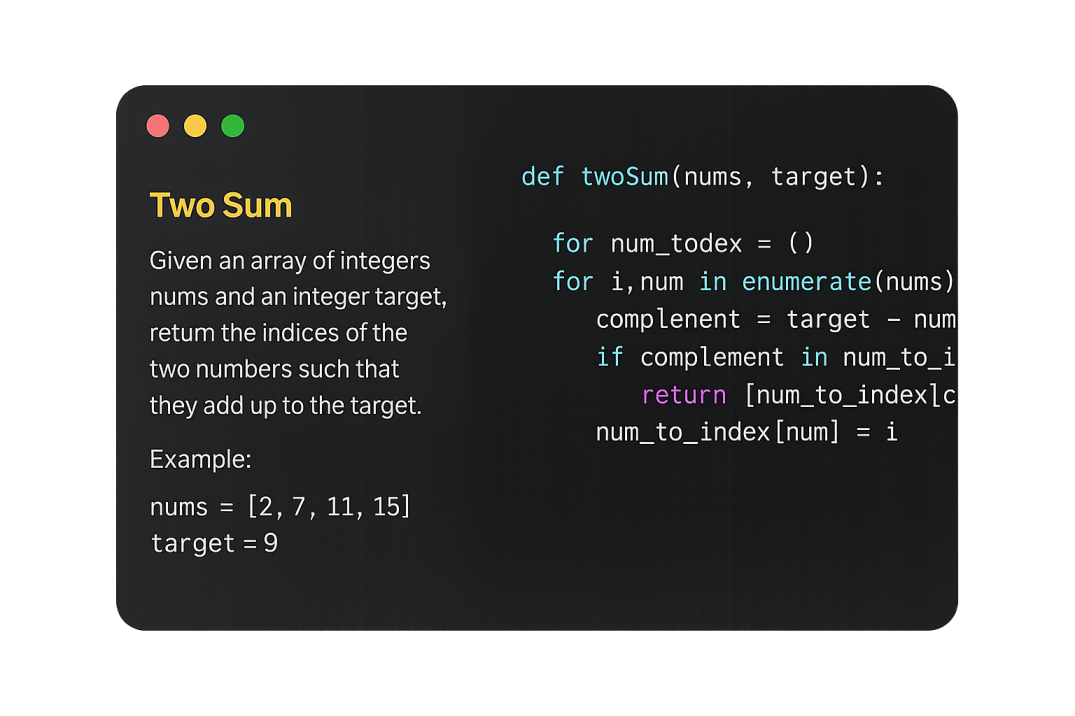 Two Sum
Given an array of integers
nums and an integer target,
retum the indices of the
two numbers such that
they add up to the target.
Example:
nums = [2, 7, 11, 15]
target = 9
def twoSum(nums, target):
for num_todex = ()
for i,num in enumerate(nums)
complenent = target - num
if complement in num_to_i
return [num_to_index]c
num_to_index[num] = i